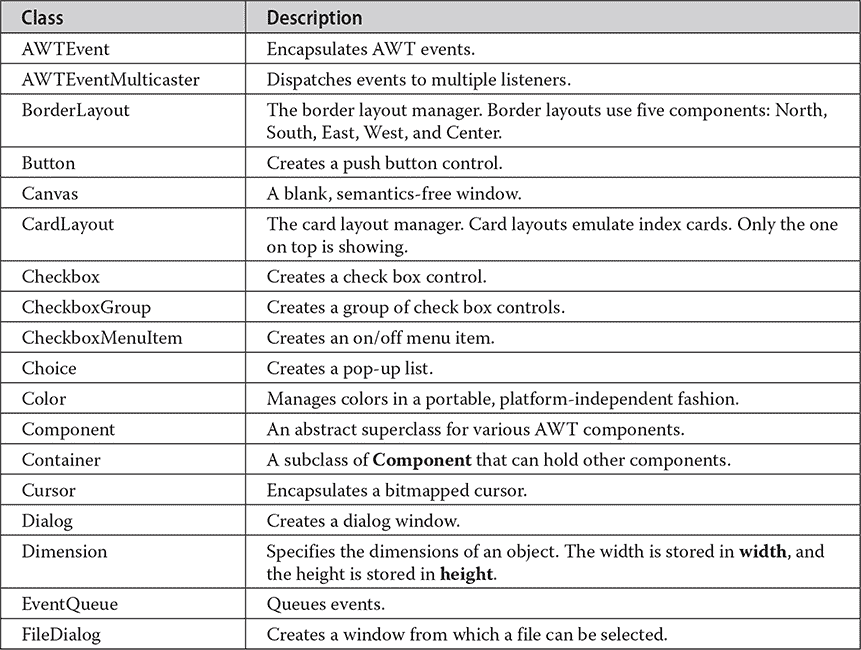 Class Description
AWTEvent Encapsulates AWT events.
AWTEventMulticaster Dispatches events to multiple listeners.
BorderLayout The border layout manager. Border layouts use five components: North,
South, East, West, and Center.
Button Creates a push button control.
Canvas A blank, semantics-free window.
CardLayout The card layout manager. Card layouts emulate index cards. Only the one
on top is showing.
Checkbox Creates a check box control.
CheckboxGroup Creates a group of check box controls.
CheckboxMenuItem Creates an on/off menu item.
Choice Creates a pop-up list.
Color Manages colors in a portable, platform-independent fashion.
Component An abstract superclass for various AWT components.
Container A subclass of Component that can hold other components.
Cursor Encapsulates a bitmapped cursor.
Dialog Creates a dialog window.
Dimension Specifies the dimensions of an object. The width is stored in width, and
the height is stored in height.
EventQueue Queues events.
FileDialog Creates a window from which a file can be selected.